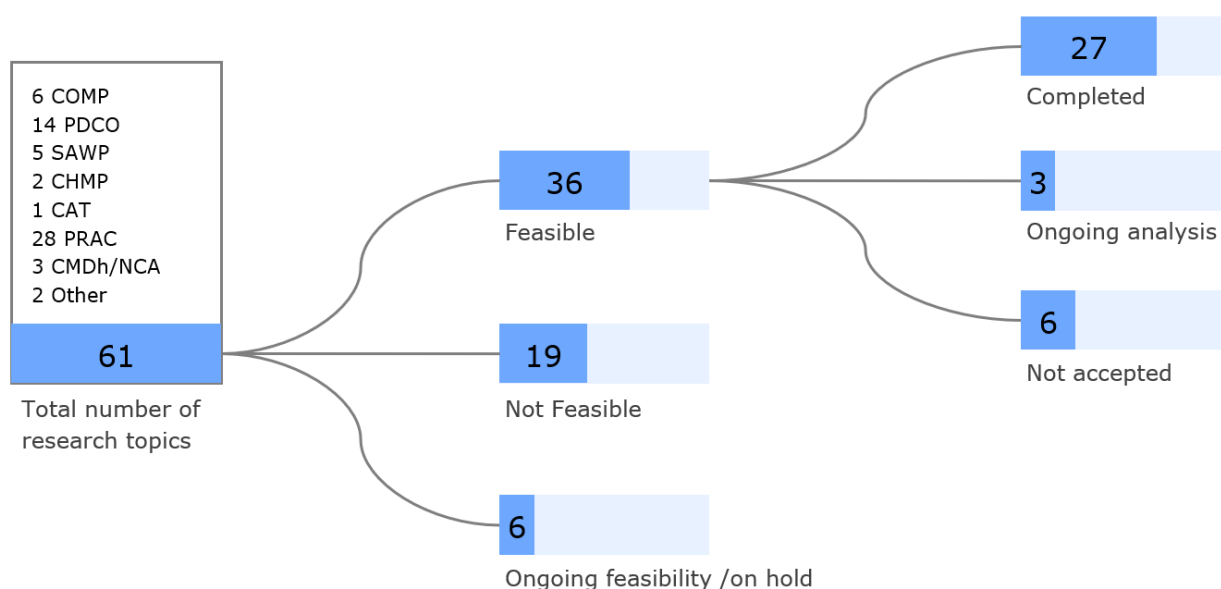 6 COMP
14 PDCO
5 SAWP
2 CHMP
1 CAT
28 PRAC
3 CMDh/NCA
2 Other
61
Total number of
research topics
36
Feasible
19
Not Feasible
6
Ongoing feasibility /on hold
27
Completed
3
Ongoing analysis
6
Not accepted